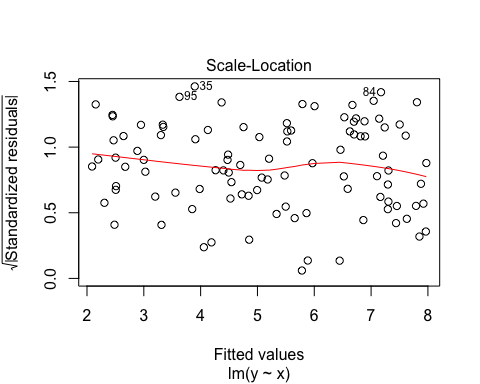 Scale-Location
√|Standardized residuals|
1.5
1.0
0.5
0.0
35
95
84
2 3 4 5 6 7 8
Fitted values
lm(y ~ x)